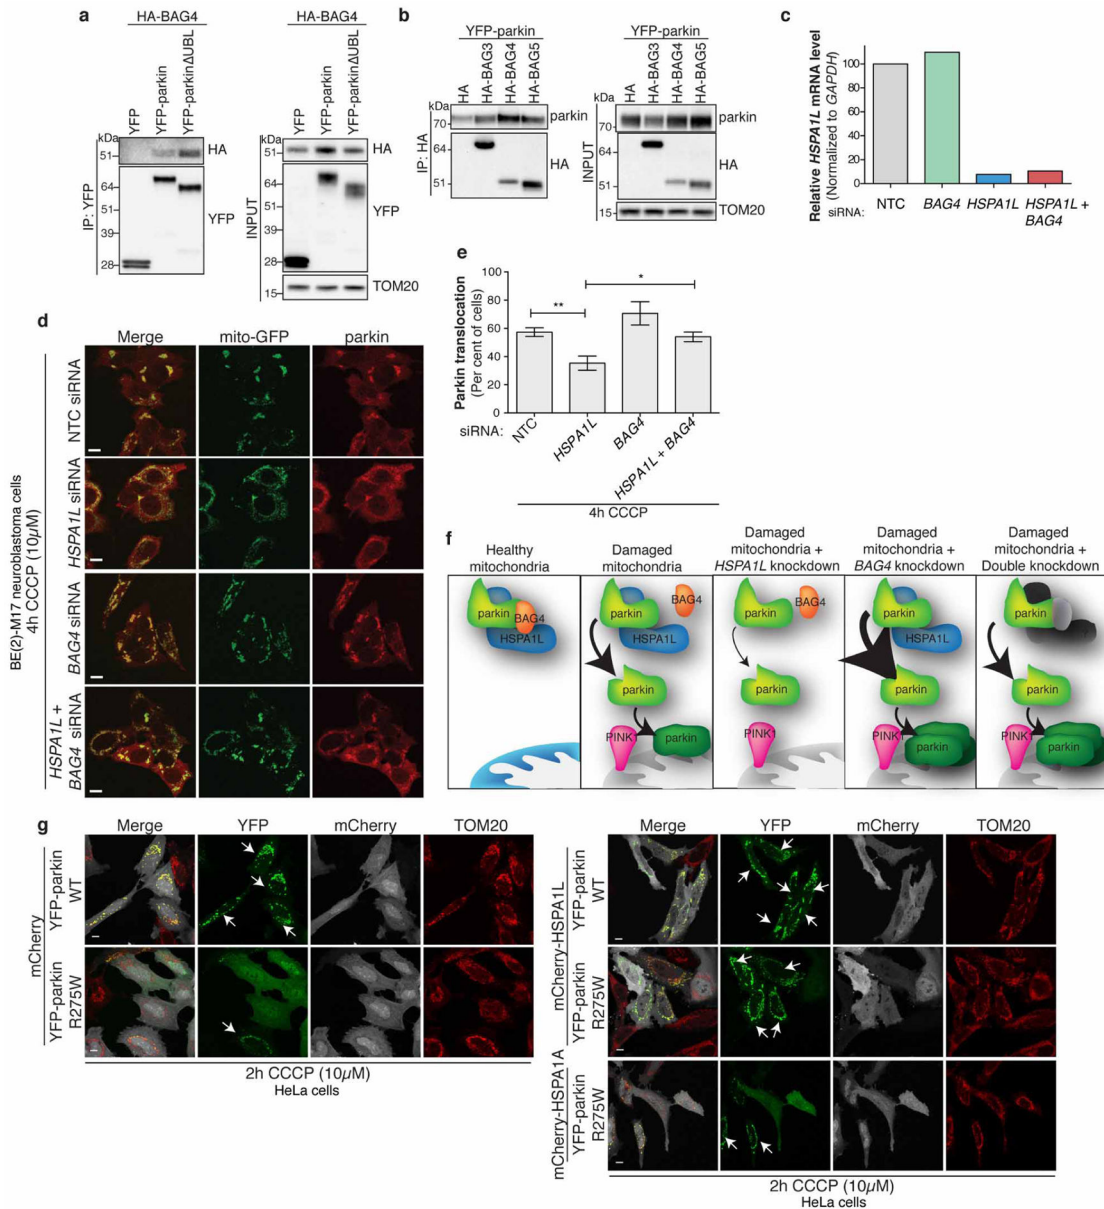 a
HA-BAG4
YFP
YFP-parkin
YFP-parkinΔUBL
kDa
IP: YFP
51
64
51
39
28
HA
YFP
HA-BAG4
YFP
YFP-parkin
YFP-parkinΔUBL
kDa
INPUT
51
64
51
39
28
15
HA
YFP
TOM20
b
YFP-parkin
HA
HA-BAG3
HA-BAG4
HA-BAG5
kDa
IP: HA
70
64
51
parkin
HA
YFP-parkin
HA
HA-BAG3
HA-BAG4
HA-BAG5
kDa
INPUT
70
64
51
15
parkin
HA
TOM20
c
Relative HSPA1L mRNA level
(Normalized to GAPDH)
100
80
60
40
20
0
siRNA:
NTC
BAG4
HSPA1L
HSPA1L +
BAG4
d
Merge
mito-GFP
parkin
BE(2)-M17 neuroblastoma cells
4h CCCP (10μM)
NTC siRNA
HSPA1L siRNA
BAG4 siRNA
HSPA1L +
BAG4 siRNA
e
Parkin translocation
(Per cent of cells)
100
80
60
40
20
0
**
*
siRNA:
NTC
HSPA1L
BAG4
HSPA1L + BAG4
4h CCCP
f
Healthy
mitochondria
Damaged
mitochondria
Damaged
mitochondria +
HSPA1L knockdown
Damaged
mitochondria +
BAG4 knockdown
Damaged
mitochondria +
Double knockdown
parkin
BAG4
HSPA1L
parkin
BAG4
HSPA1L
parkin
PINK1
parkin
parkin
BAG4
parkin
PINK1
parkin
HSPA1L
parkin
PINK1
parkin
parkin
parkin
PINK1
parkin
g
Merge
YFP
mCherry
TOM20
mCherry
YFP-parkin
WT
YFP-parkin
R275W
2h CCCP (10μM)
HeLa cells
Merge
YFP
mCherry
TOM20
mCherry-HSPA1L
YFP-parkin
WT
YFP-parkin
R275W
mCherry-HSPA1A
YFP-parkin
R275W
2h CCCP (10μM)
HeLa cells